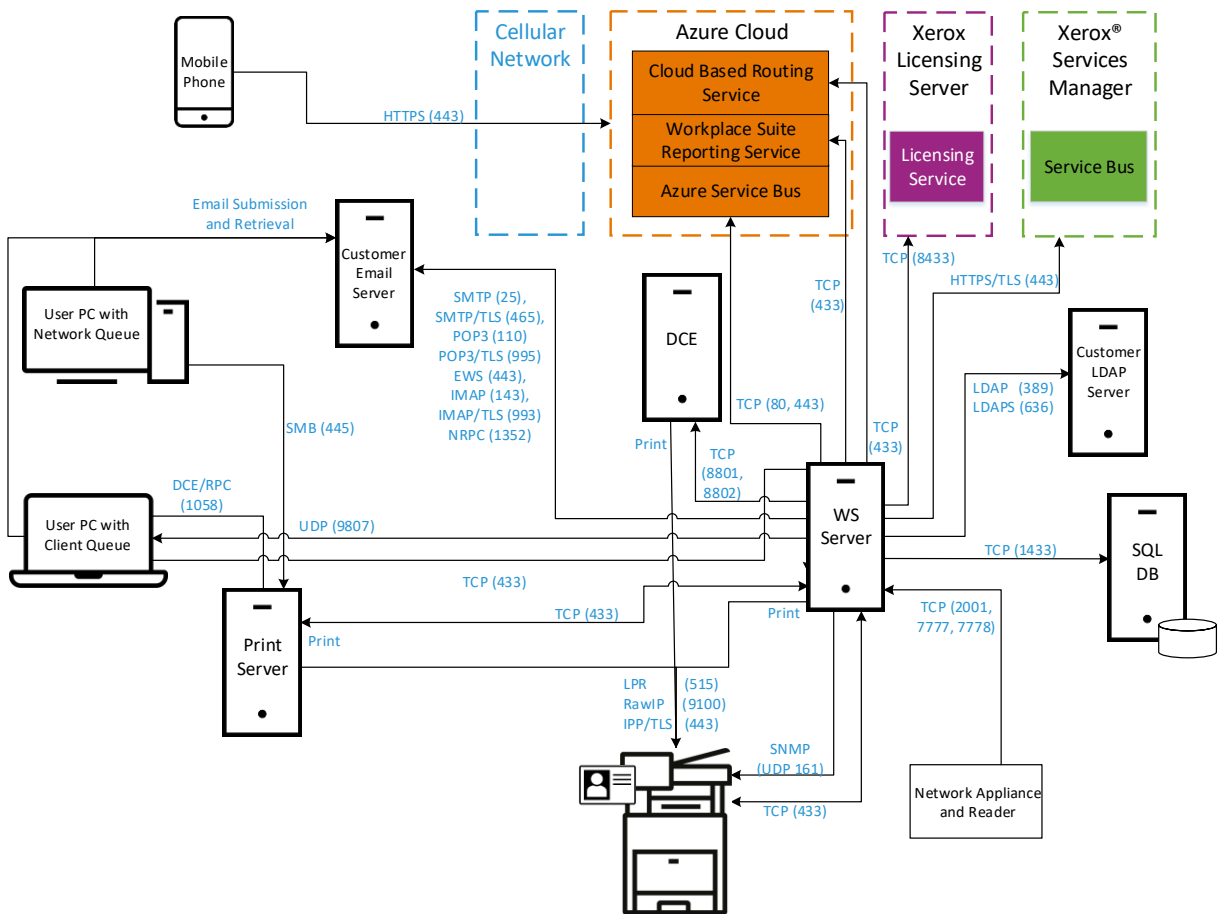 Mobile
Phone
HTTPS (443)
Cellular
Network
Azure Cloud
Cloud Based Routing
Service
Workplace Suite
Reporting Service
Azure Service Bus
Xerox
Licensing
Server
Licensing
Service
Xerox®
Services
Manager
Service Bus
Email Submission
and Retrieval
Customer
Email
Server
User PC with
Network Queue
SMTP (25),
SMTP/TLS (465),
POP3 (110)
POP3/TLS (995)
EWS (443),
IMAP (143),
IMAP/TLS (993)
NRPC (1352)
DCE
TCP
(433)
TCP (8433)
HTTPS/TLS (443)
Customer
LDAP
Server
LDAP (389)
LDAPS (636)
TCP (80, 443)
TCP
(433)
SMB (445)
Print
TCP
(8801,
8802)
DCE/RPC
(1058)
User PC with
Client Queue
UDP (9807)
WS
Server
TCP (1433)
SQL
DB
TCP (433)
TCP (433)
Print
Print
TCP (2001,
7777, 7778)
Print
Server
LPR (515)
RawIP (9100)
IPP/TLS (443)
SNMP
(UDP 161)
TCP (433)
Network Appliance
and Reader